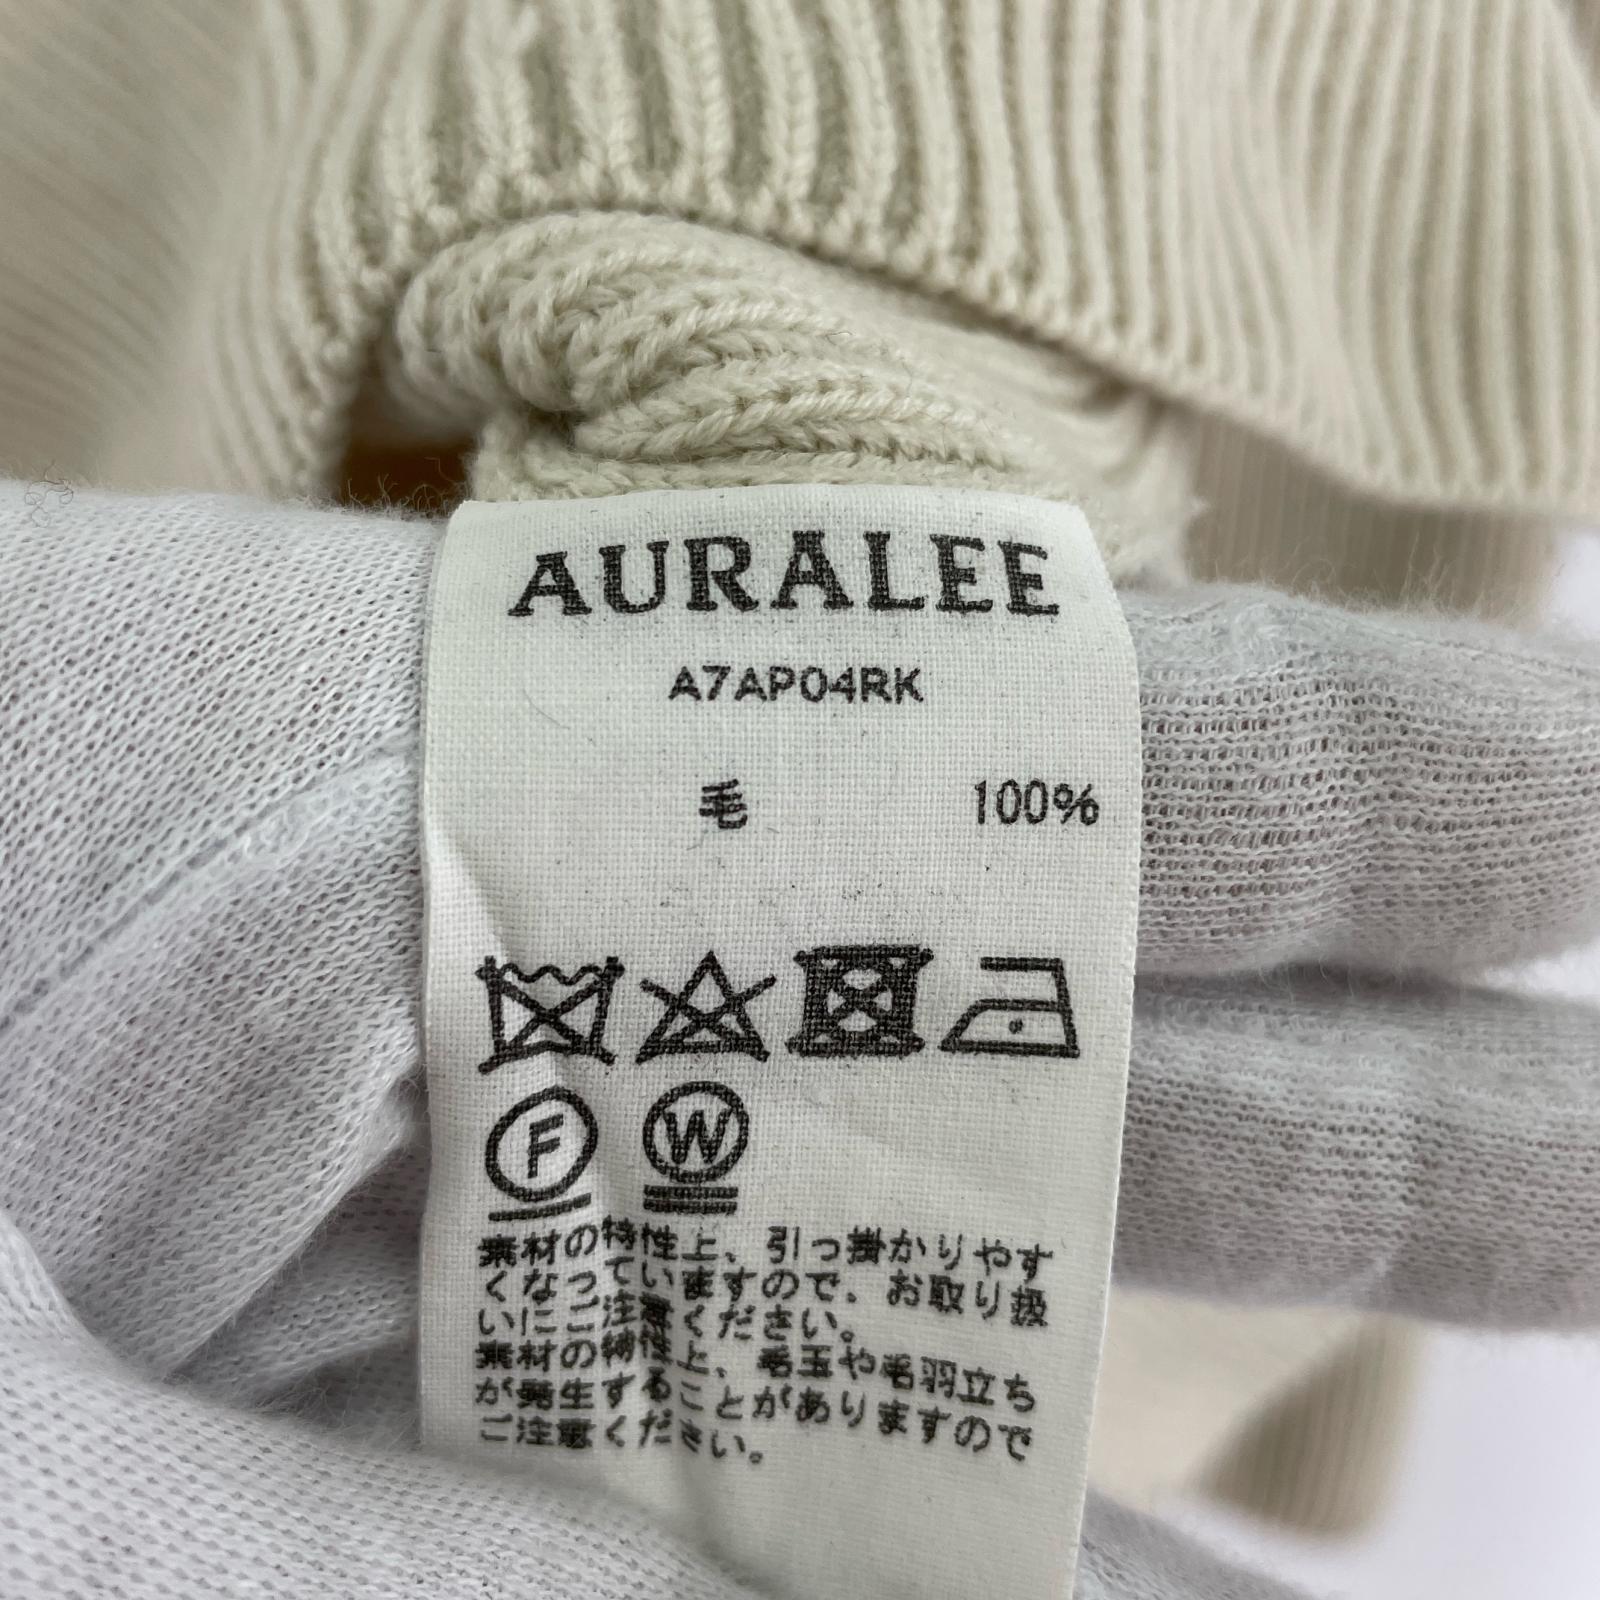 AURALEE
A7AP04RK
毛 100%
F W
素材の特性上、引っ掛かりやす
くなっていますので、お取り扱
いにご注意ください。
素材の特性上、毛玉や毛羽立ち
が発生することがありますので
ご注意ください。